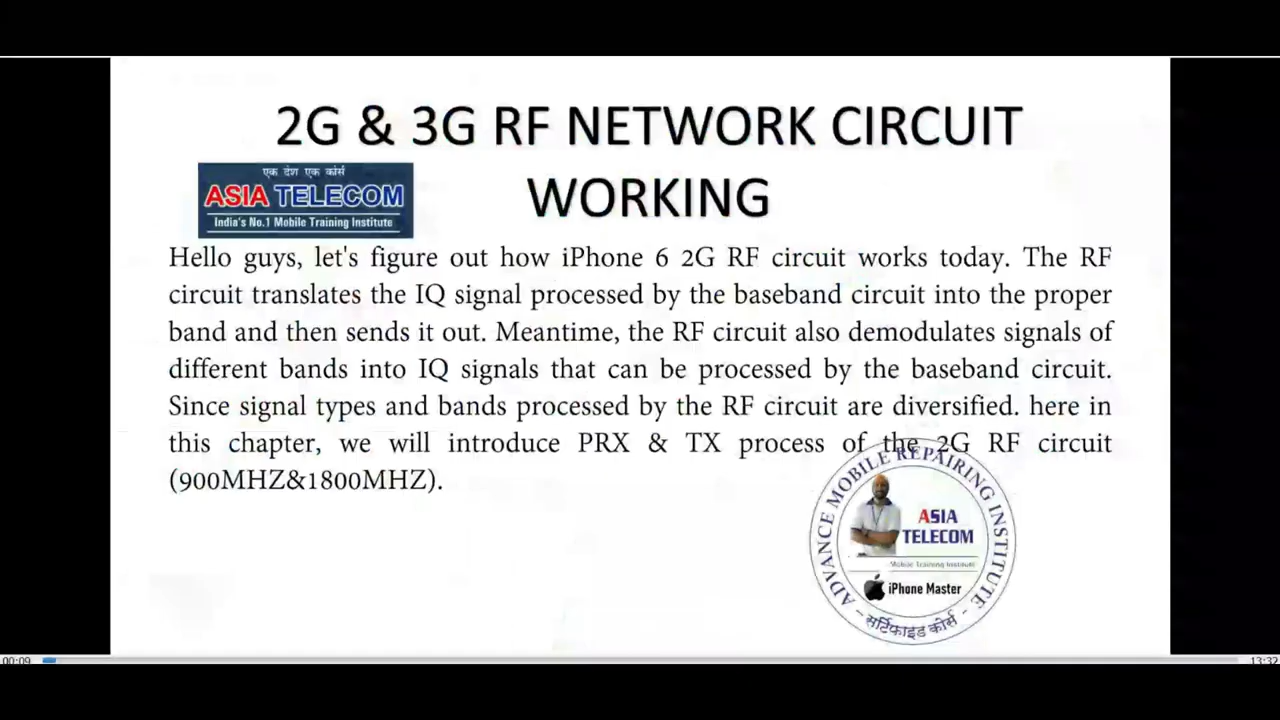 2G & 3G RF NETWORK CIRCUIT
WORKING
एक देश एक कोर्स
ASIA TELECOM
India's No.1 Mobile Training Institute
Hello guys, let's figure out how iPhone 6 2G RF circuit works today. The RF
circuit translates the IQ signal processed by the baseband circuit into the proper
band and then sends it out. Meantime, the RF circuit also demodulates signals of
different bands into IQ signals that can be processed by the baseband circuit.
Since signal types and bands processed by the RF circuit are diversified. here in
this chapter, we will introduce PRX & TX process of the 2G RF circuit
(900MHZ&1800MHZ).
ADVANCE MOBILE REPAIRING INSTITUTE
ASIA
TELECOM
Mobile Training Institute
iPhone Master
- सर्टिफाइड कोर्स -
00:09
13:32